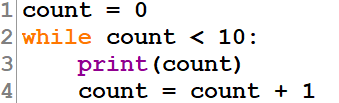 1 count = 0
2 while count < 10:
3     print(count)
4     count = count + 1